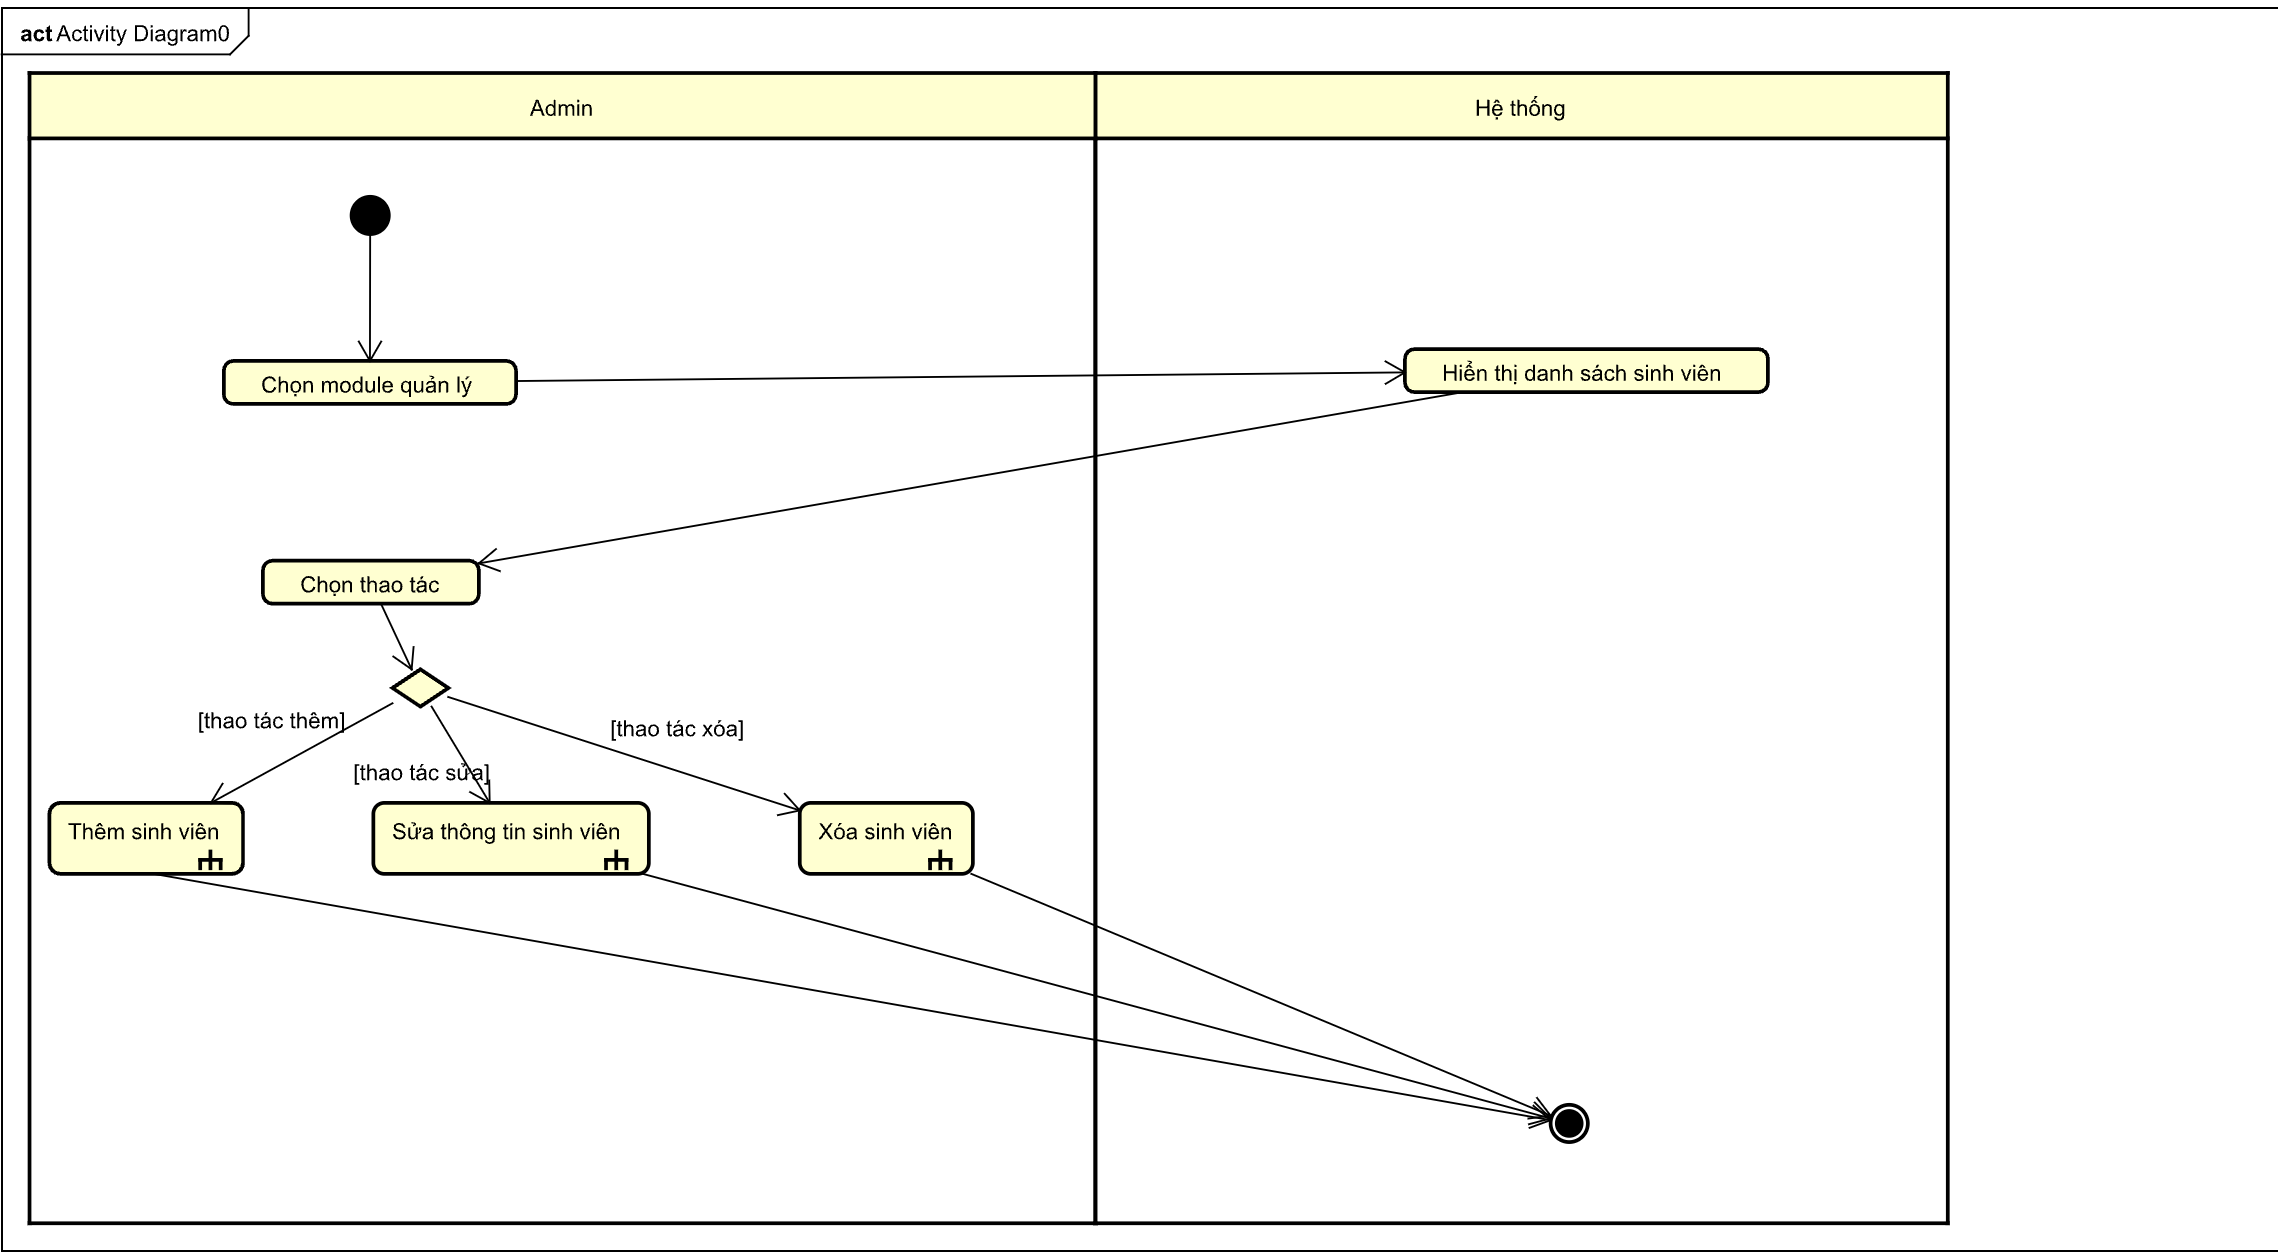 act Activity Diagram0
Admin
Hệ thống
Chọn module quản lý
Hiển thị danh sách sinh viên
Chọn thao tác
[thao tác thêm]
[thao tác xóa]
[thao tác sửa]
Thêm sinh viên
Sửa thông tin sinh viên
Xóa sinh viên